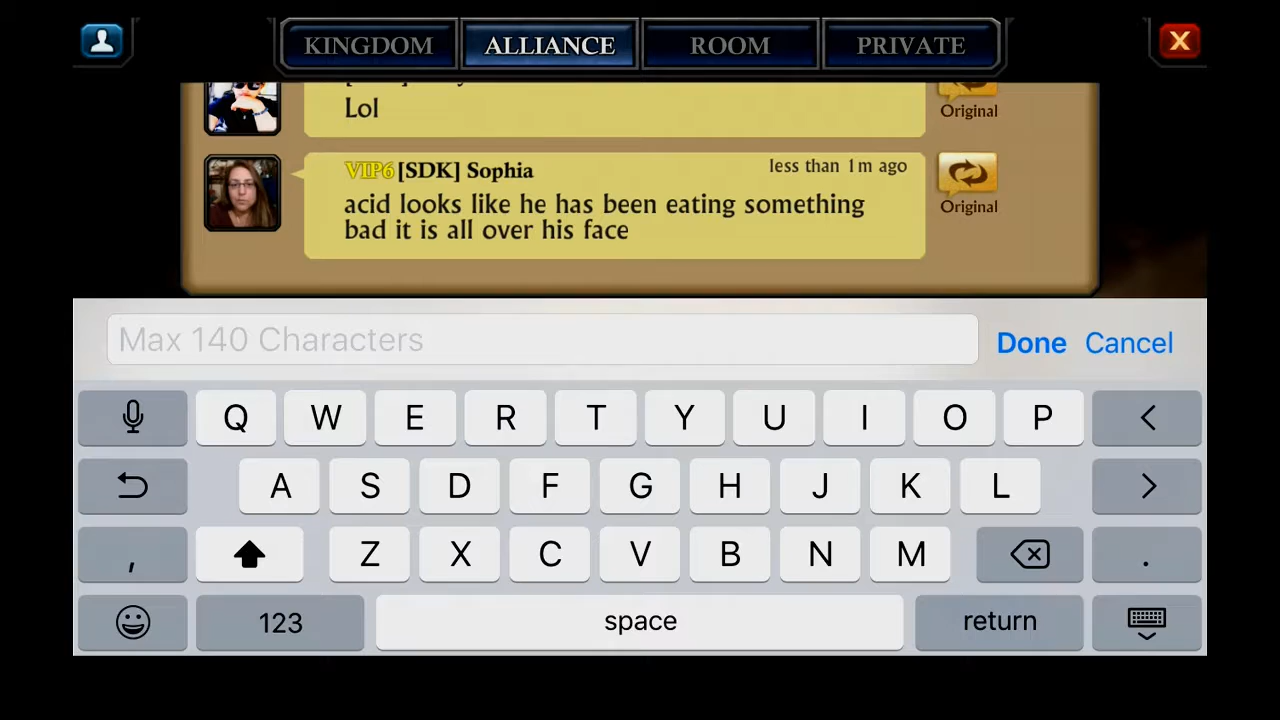 KINGDOM ALLIANCE ROOM PRIVATE X
Lol
Original
VIP6[SDK] Sophia less than 1m ago
acid looks like he has been eating something
bad it is all over his face
Original
Max 140 Characters Done Cancel
Q W E R T Y U I O P <
A S D F G H J K L >
, Z X C V B N M .
123 space return